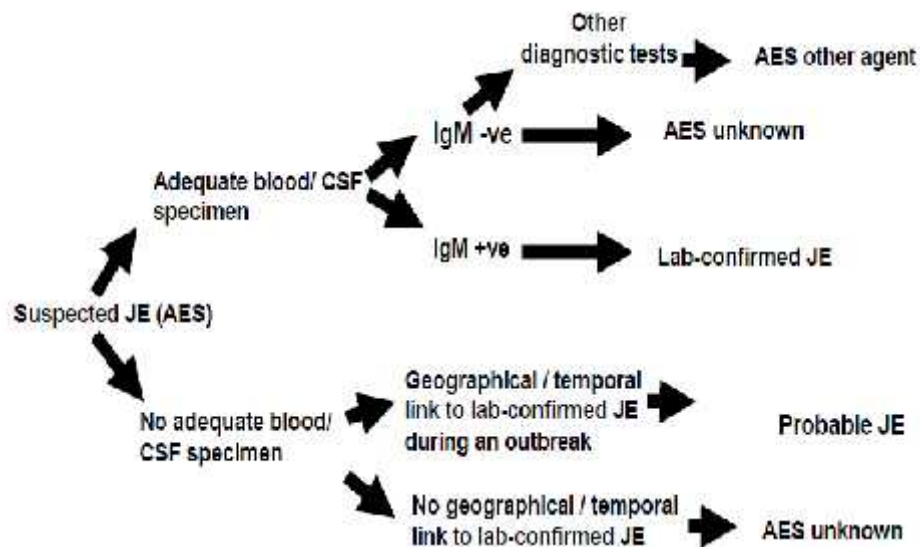 Other
diagnostic tests
AES other agent
IgM -ve
AES unknown
Adequate blood/ CSF
specimen
IgM +ve
Lab-confirmed JE
Suspected JE (AES)
Geographical / temporal
link to lab-confirmed JE
during an outbreak
Probable JE
No adequate blood/
CSF specimen
No geographical / temporal
link to lab-confirmed JE
AES unknown